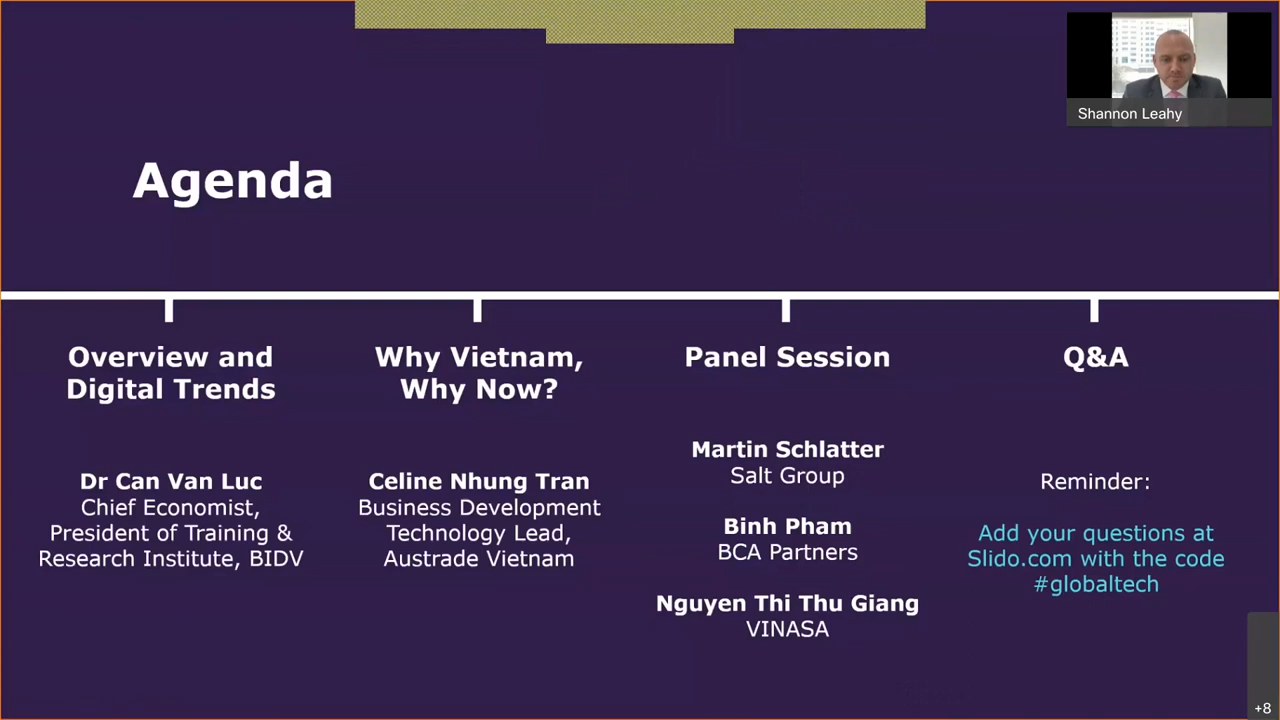 Shannon Leahy
Agenda
Overview and
Digital Trends
Dr Can Van Luc
Chief Economist,
President of Training &
Research Institute, BIDV
Why Vietnam,
Why Now?
Celine Nhung Tran
Business Development
Technology Lead,
Austrade Vietnam
Panel Session
Martin Schlatter
Salt Group
Binh Pham
BCA Partners
Nguyen Thi Thu Giang
VINASA
Q&A
Reminder:
Add your questions at
Slido.com with the code
#globaltech
+8